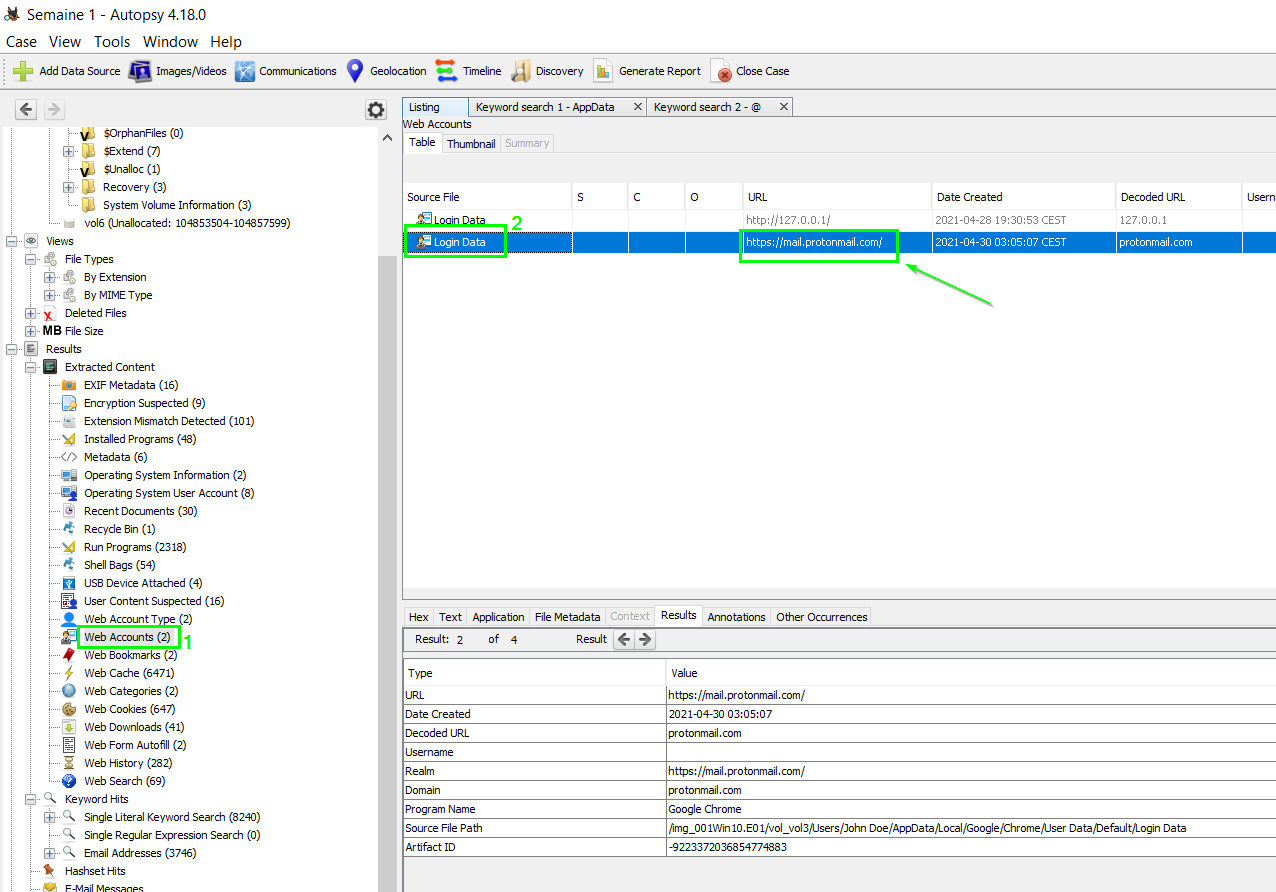 Semaine 1 - Autopsy 4.18.0
Case View Tools Window Help
Add Data Source Images/Videos Communications Geolocation Timeline Discovery Generate Report Close Case
Listing Keyword search 1 - AppData Keyword search 2 - @
Web Accounts
Table Thumbnail Summary
Source File S C O URL Date Created Decoded URL Usern
Login Data http://127.0.0.1/ 2021-04-28 19:30:53 CEST 127.0.0.1
2
Login Data https://mail.protonmail.com/ 2021-04-30 03:05:07 CEST protonmail.com
$OrphanFiles (0)
$Extend (7)
$Unalloc (1)
Recovery (3)
System Volume Information (3)
vol6 (Unallocated: 104853504-104857599)
Views
File Types
By Extension
By MIME Type
Deleted Files
MB File Size
Results
Extracted Content
EXIF Metadata (16)
Encryption Suspected (9)
Extension Mismatch Detected (101)
Installed Programs (48)
Metadata (6)
Operating System Information (2)
Operating System User Account (8)
Recent Documents (30)
Recycle Bin (1)
Run Programs (2318)
Shell Bags (54)
USB Device Attached (4)
User Content Suspected (16)
Web Account Type (2)
Web Accounts (2) 1
Web Bookmarks (2)
Web Cache (6471)
Web Categories (2)
Web Cookies (647)
Web Downloads (41)
Web Form Autofill (2)
Web History (282)
Web Search (69)
Keyword Hits
Single Literal Keyword Search (8240)
Single Regular Expression Search (0)
Email Addresses (3746)
Hashset Hits
E-Mail Messages
Hex Text Application File Metadata Context Results Annotations Other Occurrences
Result: 2 of 4 Result
Type Value
URL https://mail.protonmail.com/
Date Created 2021-04-30 03:05:07
Decoded URL protonmail.com
Username
Realm https://mail.protonmail.com/
Domain protonmail.com
Program Name Google Chrome
Source File Path /img_001Win10.E01/vol_vol3/Users/John Doe/AppData/Local/Google/Chrome/User Data/Default/Login Data
Artifact ID -9223372036854774883